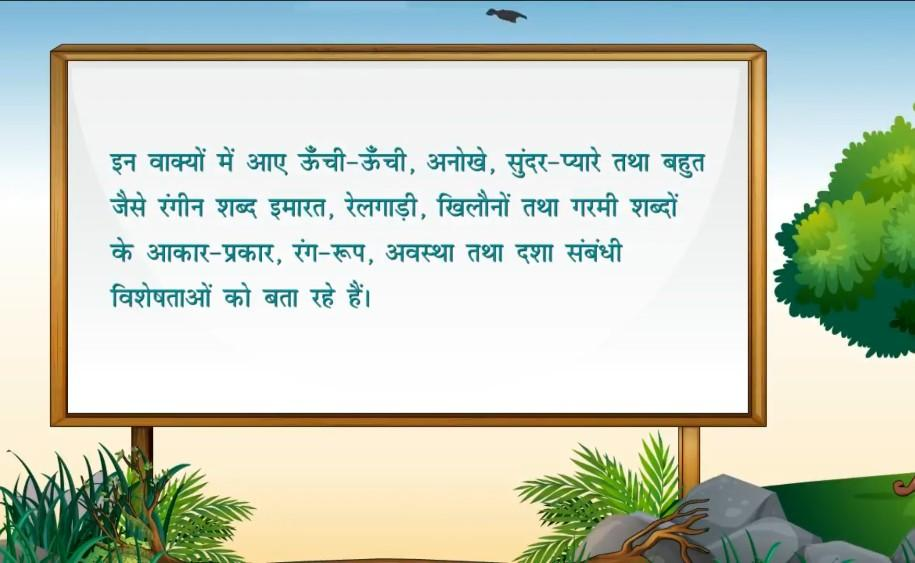 इन वाक्यों में आए ऊँची-ऊँची, अनोखे, सुंदर-प्यारे तथा बहुत
जैसे रंगीन शब्द इमारत, रेलगाड़ी, खिलौनों तथा गरमी शब्दों
के आकार-प्रकार, रंग-रूप, अवस्था तथा दशा संबंधी
विशेषताओं को बता रहे हैं।